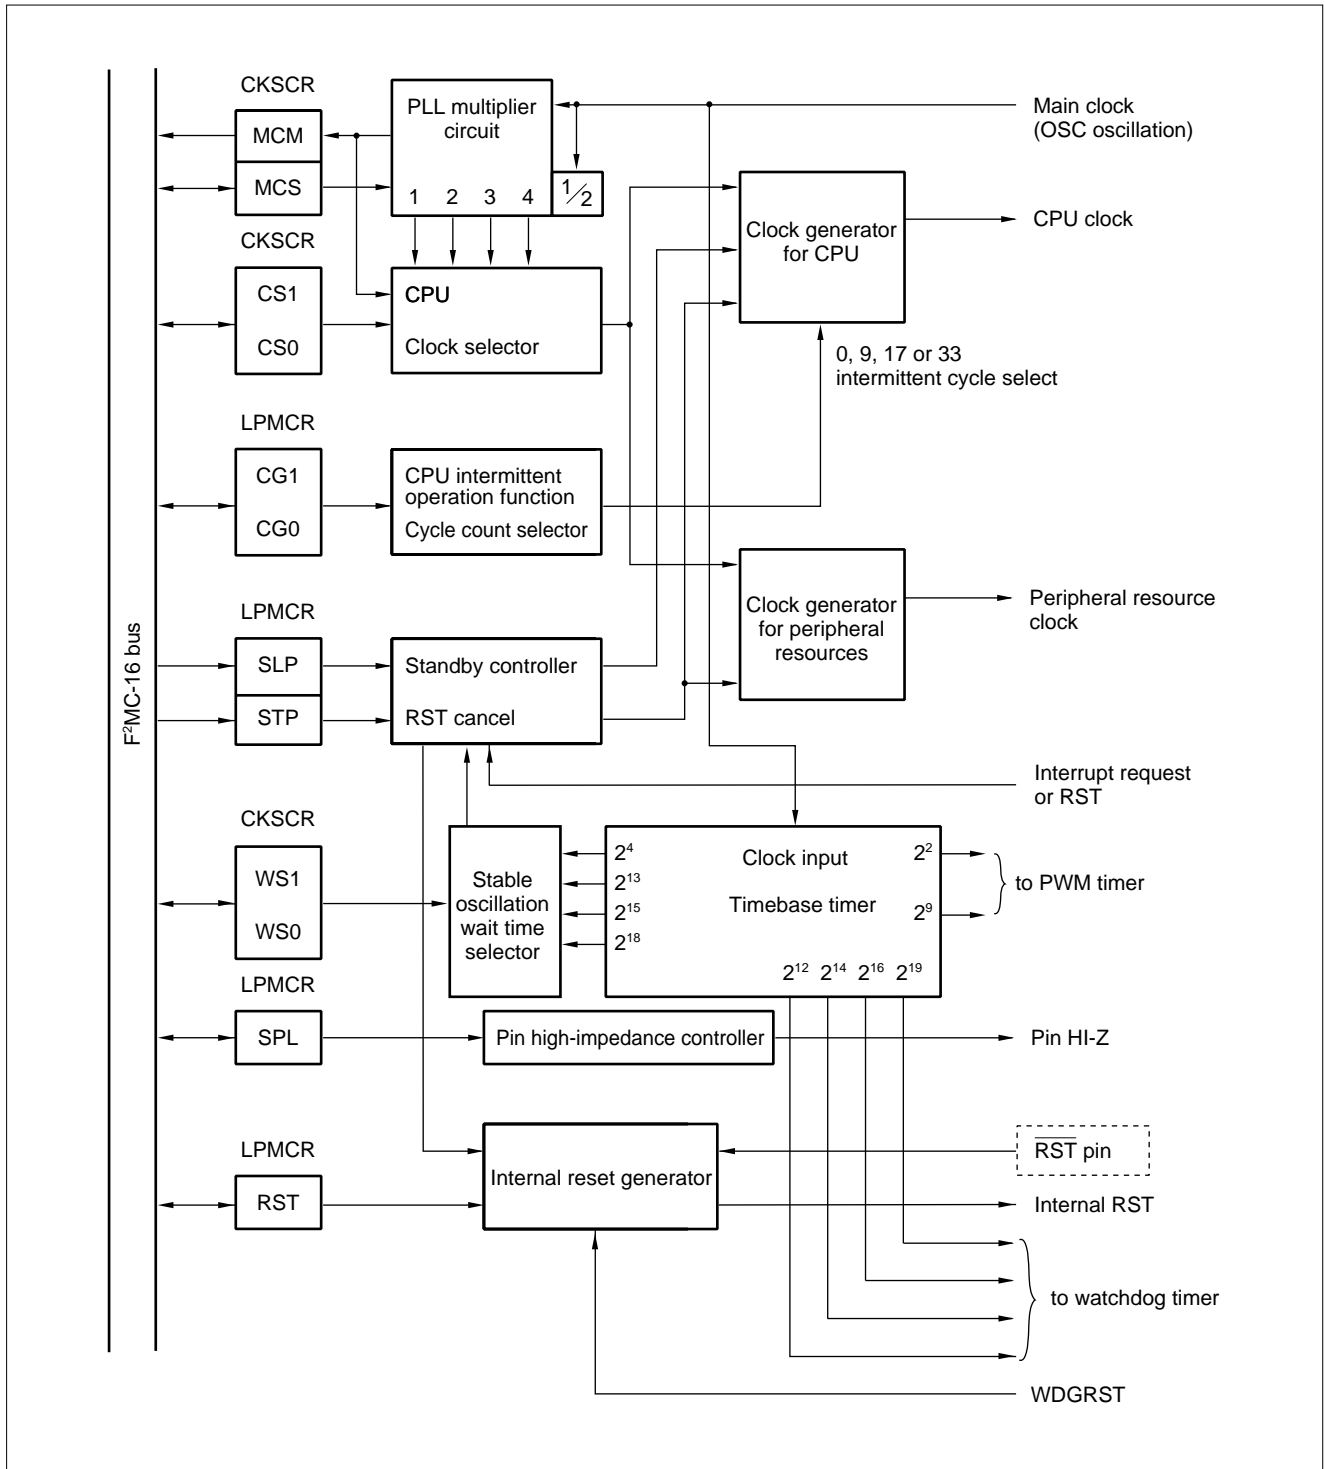 CKSCR
PLL multiplier
circuit
Main clock
(OSC oscillation)
MCM
MCS
1 2 3 4
1/2
CPU clock
Clock generator
for CPU
CKSCR
CS1
CS0
CPU
Clock selector
0, 9, 17 or 33
intermittent cycle select
LPMCR
CG1
CG0
CPU intermittent
operation function
Cycle count selector
Clock generator
for peripheral
resources
Peripheral resource
clock
LPMCR
SLP
STP
Standby controller
RST cancel
F²MC-16 bus
Interrupt request
or RST
CKSCR
WS1
WS0
Stable
oscillation
wait time
selector
2⁴
2¹³
2¹⁵
2¹⁸
Clock input
Timebase timer
2²
2⁹
2¹² 2¹⁴ 2¹⁶ 2¹⁹
to PWM timer
LPMCR
SPL
Pin high-impedance controller
Pin HI-Z
LPMCR
RST
Internal reset generator
R̅S̅T̅ pin
Internal RST
to watchdog timer
WDGRST